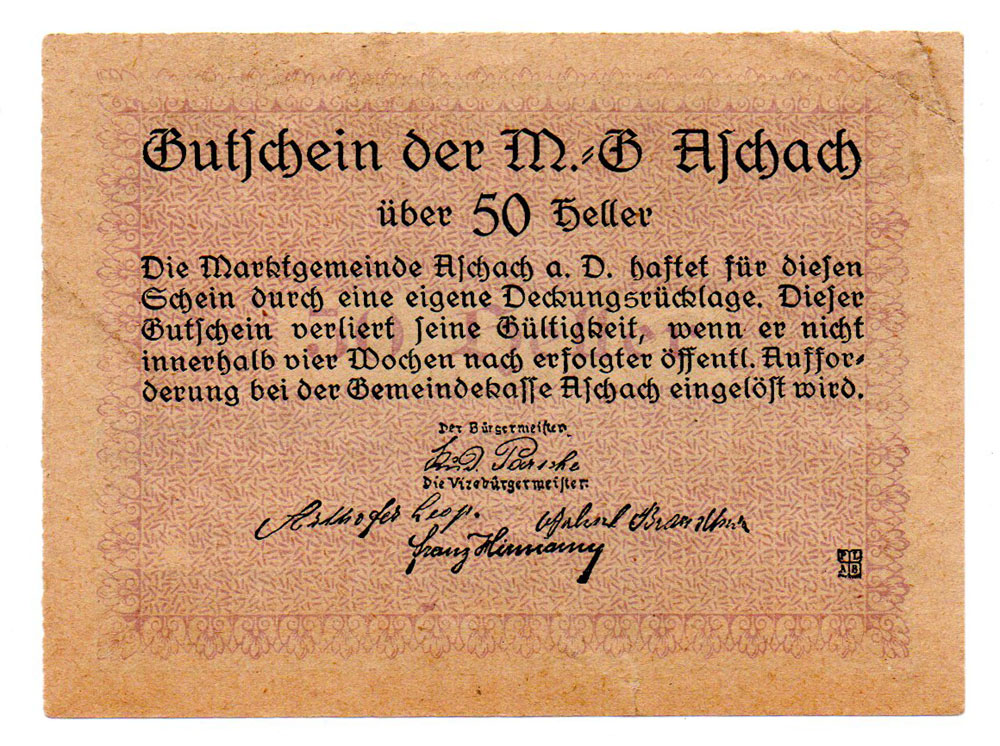 Gutſchein der M.-G Aſchach
über 50 Heller
Die Marktgemeinde Aſchach a. D. haftet für dieſen
Schein durch eine eigene Deckungsrücklage. Dieſer
Gutſchein verliert ſeine Gültigkeit, wenn er nicht
innerhalb vier Wochen nach erfolgter öffentl. Auffor-
derung bei der Gemeindekaſſe Aſchach eingelöſt wird.
Der Bürgermeiſter:
Die Vizebürgermeiſter:
Leop.
Franz